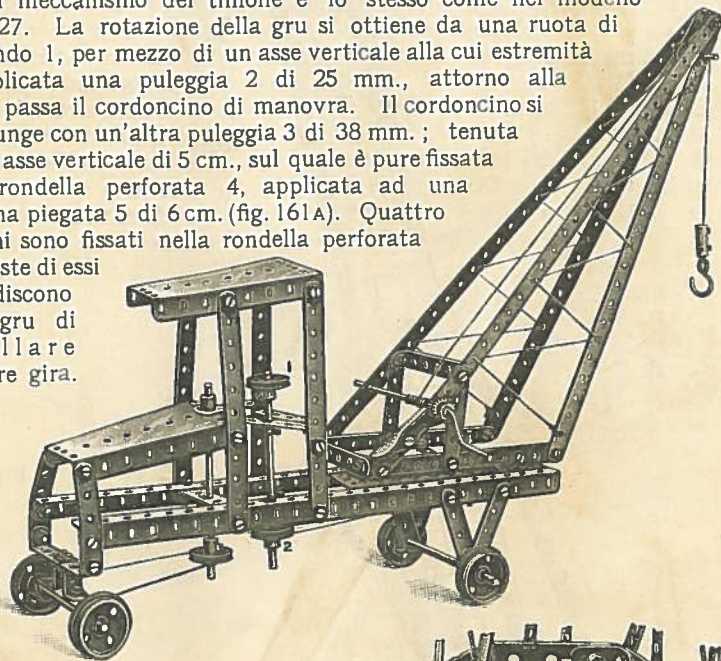 meccanismo del timone è lo stesso come nel modello
27. La rotazione della gru si ottiene da una ruota di
ndo 1, per mezzo di un asse verticale alla cui estremità
plicata una puleggia 2 di 25 mm., attorno alla
passa il cordoncino di manovra. Il cordoncino si
unge con un'altra puleggia 3 di 38 mm.; tenuta
asse verticale di 5 cm., sul quale è pure fissata
rondella perforata 4, applicata ad una
na piegata 5 di 6 cm. (fig. 161A). Quattro
ni sono fissati nella rondella perforata
ste di essi
discono
gru di
llare
re gira.
1
2